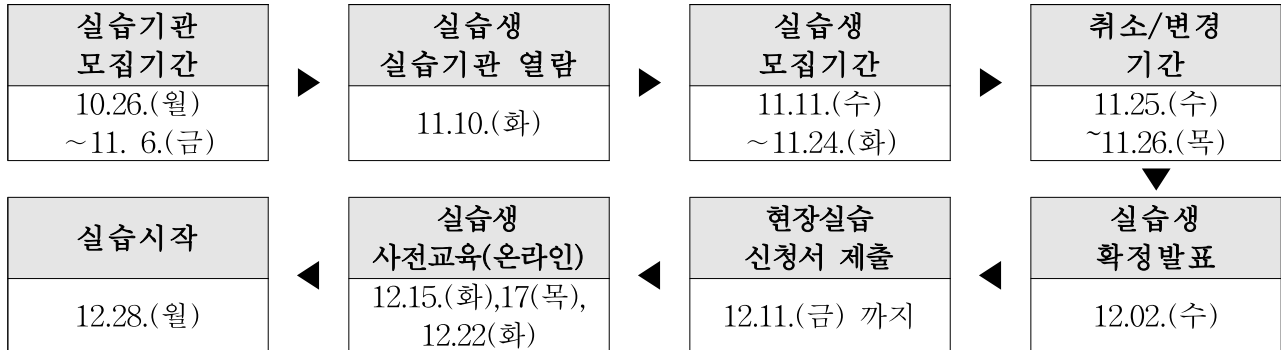 실습기관
모집기간
10.26.(월)
~11. 6.(금)
실습생
실습기관 열람
11.10.(화)
실습생
모집기간
11.11.(수)
~11.24.(화)
취소/변경
기간
11.25.(수)
~11.26.(목)
실습생
확정발표
12.02.(수)
현장실습
신청서 제출
12.11.(금) 까지
실습생
사전교육(온라인)
12.15.(화),17(목),
12.22(화)
실습시작
12.28.(월)